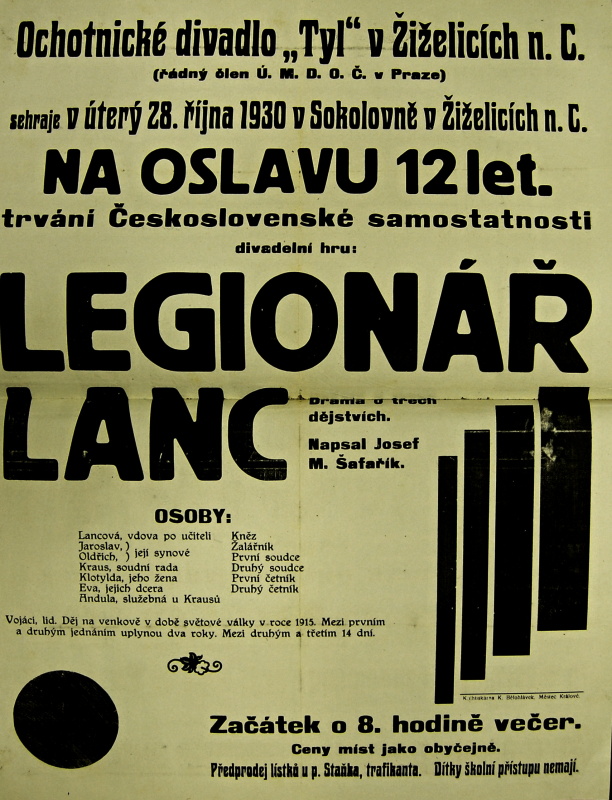 Ochotnické divadlo „Tyl“ v Žiželicích n. C.
(řádný člen Ú. M. D. O. Č. v Praze)
sehraje v úterý 28. října 1930 v Sokolovně v Žiželicích n. C.
NA OSLAVU 12 let.
trvání Československé samostatnosti
divadelní hru:
LEGIONÁŘ
LANC
Drama o třech
dějstvích.
Napsal Josef
M. Šafařík.
OSOBY:
Lancová, vdova po učiteli
Jaroslav, )
Oldřich, ) její synové
Kraus, soudní rada
Klotylda, jeho žena
Eva, jejich dcera
Andula, služebná u Krausů
Kněz
Žalářník
První soudce
Druhý soudce
První četník
Druhý četník
Vojáci, lid. Děj na venkově v době světové války v roce 1915. Mezi prvním
a druhým jednáním uplynou dva roky. Mezi druhým a třetím 14 dní.
Knihtiskárna K. Bělohlávek, Městec Králové.
Začátek o 8. hodině večer.
Ceny míst jako obyčejně.
Předprodej lístků u p. Staňka, trafikanta. Dítky školní přístupu nemají.